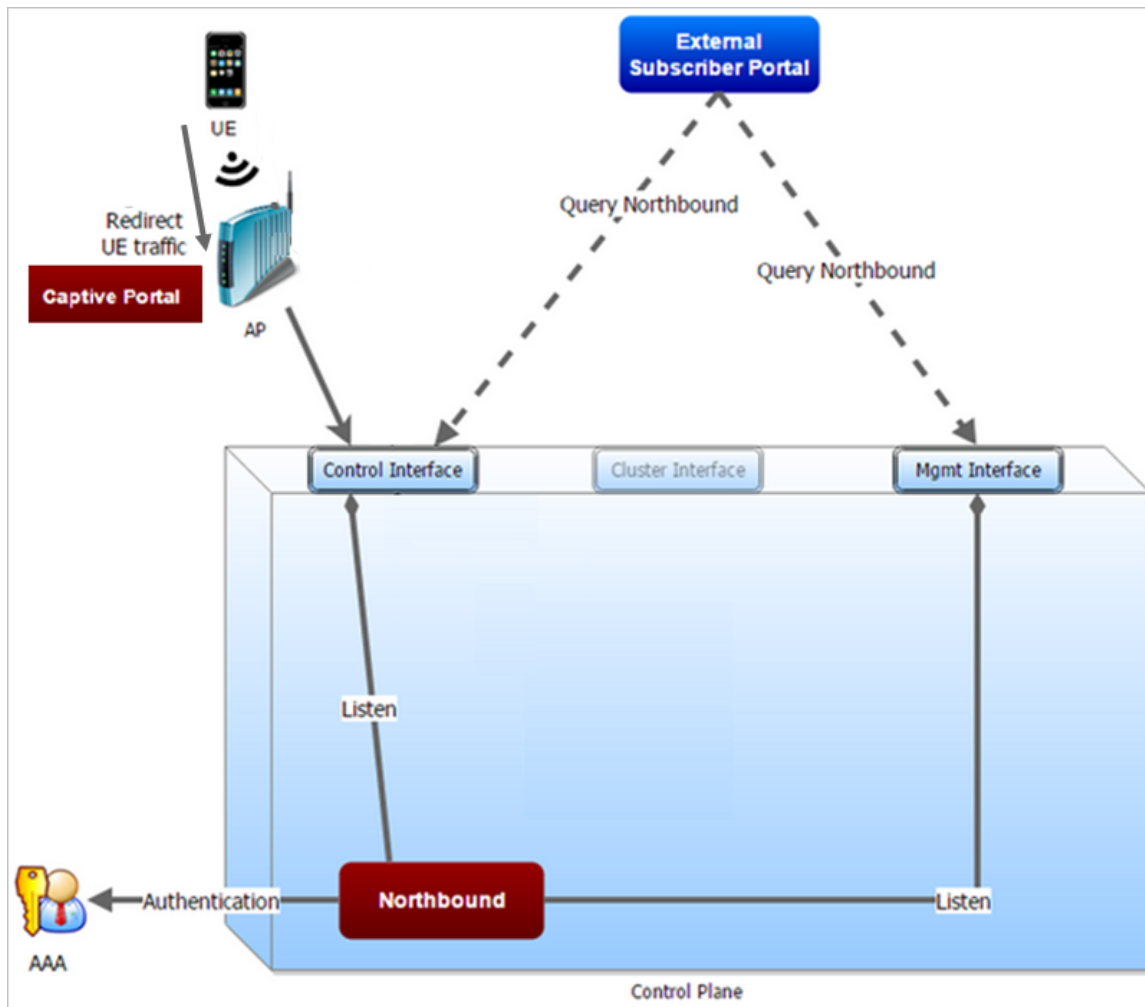 External
Subscriber Portal
UE
Query Northbound
Redirect
UE traffic
Query Northbound
Captive Portal
AP
Control Interface
Cluster Interface
Mgmt Interface
Listen
Authentication
Northbound
Listen
AAA
Control Plane